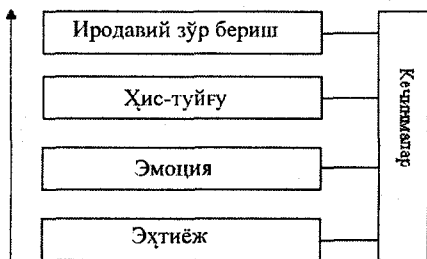 Иродавий зўр бериш
Ҳис-туйғу
Эмоция
Эҳтиёж
Кечинмалар